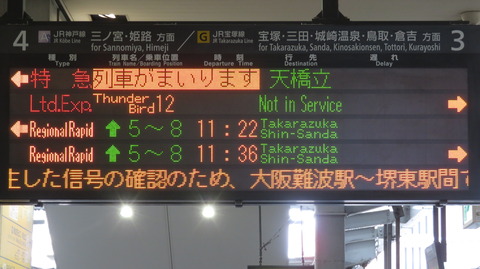 4 A JR神戸線 JR Kōbe Line 三ノ宮・姫路 方面 for Sannomiya, Himeji G JR宝塚線 JR Takarazuka Line 宝塚・三田・城崎温泉・鳥取・倉吉 方面 for Takarazuka, Sanda, Kinosakionsen, Tottori, Kurayoshi 3
種別 Type 列車名/乗車位置 Train Name/Boarding Position 時刻 Departure Time 行先 Destination 遅れ Delay
特急 列車がまいります 天橋立
Ltd.Exp. Thunder Bird 12 Not in Service
Regional Rapid 5～8 11:22 Takarazuka Shin-Sanda
Regional Rapid 5～8 11:36 Takarazuka Shin-Sanda
生した信号の確認のため、大阪難波駅～堺東駅間で